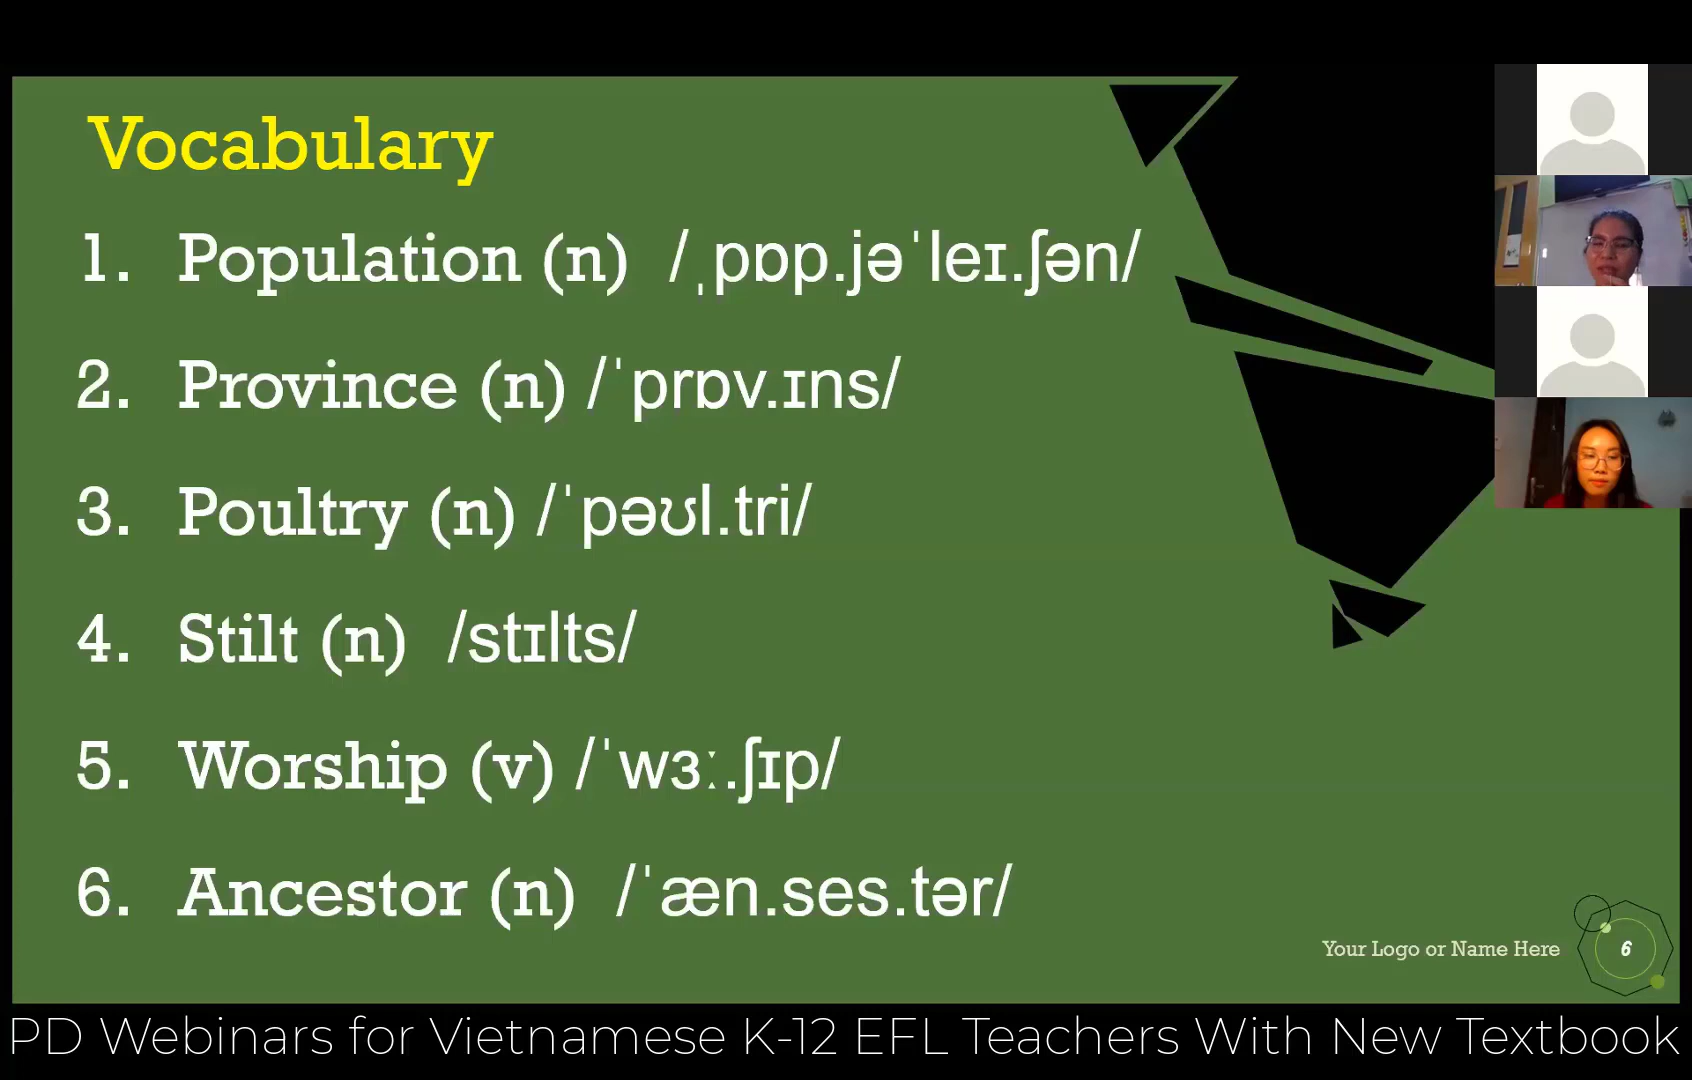 Vocabulary
1. Population (n) /ˌpɒp.jəˈleɪ.ʃən/
2. Province (n) /ˈprɒv.ɪns/
3. Poultry (n) /ˈpəʊl.tri/
4. Stilt (n) /stɪlts/
5. Worship (v) /ˈwɜː.ʃɪp/
6. Ancestor (n) /ˈæn.ses.tər/
Your Logo or Name Here 6
PD Webinars for Vietnamese K-12 EFL Teachers With New Textbook